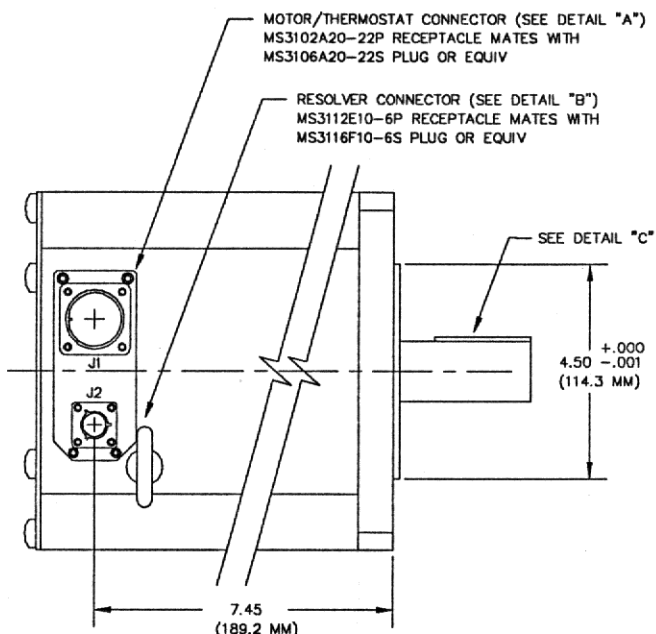 MOTOR/THERMOSTAT CONNECTOR (SEE DETAIL "A")
MS3102A20-22P RECEPTACLE MATES WITH
MS3106A20-22S PLUG OR EQUIV
RESOLVER CONNECTOR (SEE DETAIL "B")
MS3112E10-6P RECEPTACLE MATES WITH
MS3116F10-6S PLUG OR EQUIV
SEE DETAIL "C"
+.000
4.50 -.001
(114.3 MM)
J1
J2
7.45
(189.2 MM)